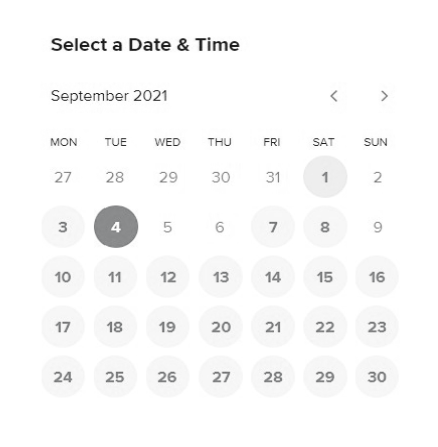 Select a Date & Time
September 2021
MON TUE WED THU FRI SAT SUN
27 28 29 30 31 1 2
3 4 5 6 7 8 9
10 11 12 13 14 15 16
17 18 19 20 21 22 23
24 25 26 27 28 29 30